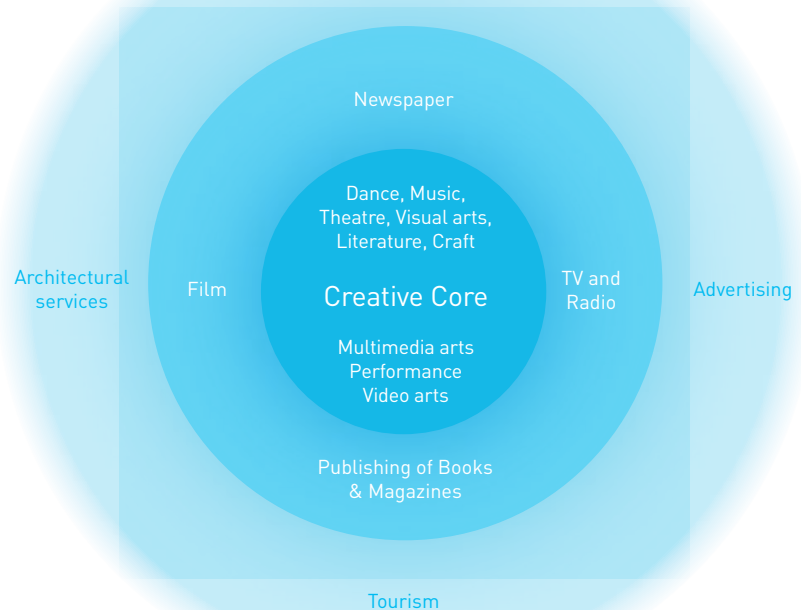 Newspaper
Dance, Music,
Theatre, Visual arts,
Literature, Craft
Architectural
services
Film
Creative Core
TV and
Radio
Advertising
Multimedia arts
Performance
Video arts
Publishing of Books
& Magazines
Tourism